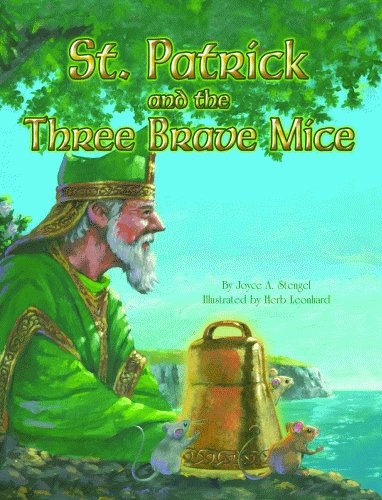 St. Patrick
and the
Three Brave Mice
By Joyce A. Stengel
Illustrated by Herb Leonhard